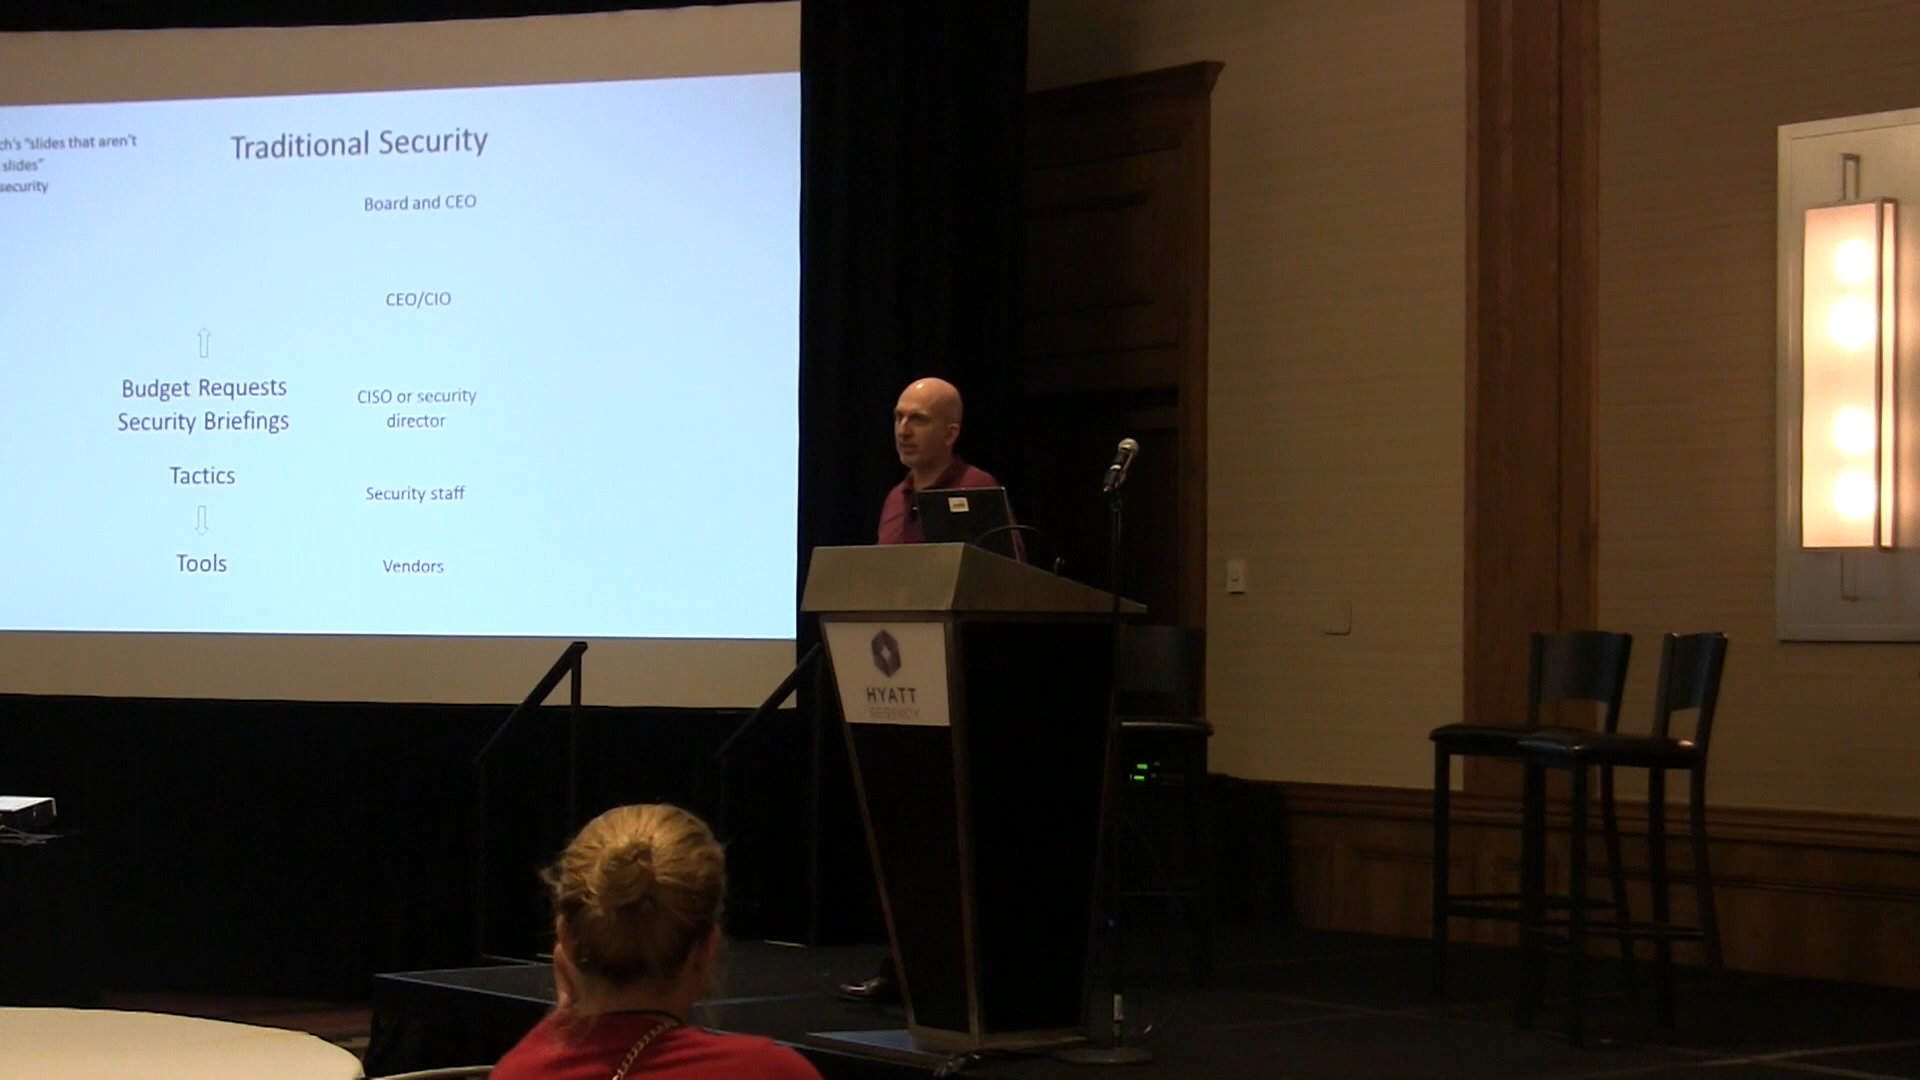 ch's "slides that aren't
slides"
security
Traditional Security
Board and CEO
CEO/CIO
Budget Requests
Security Briefings
CISO or security
director
Tactics
Security staff
Tools
Vendors
HYATT
REGENCY